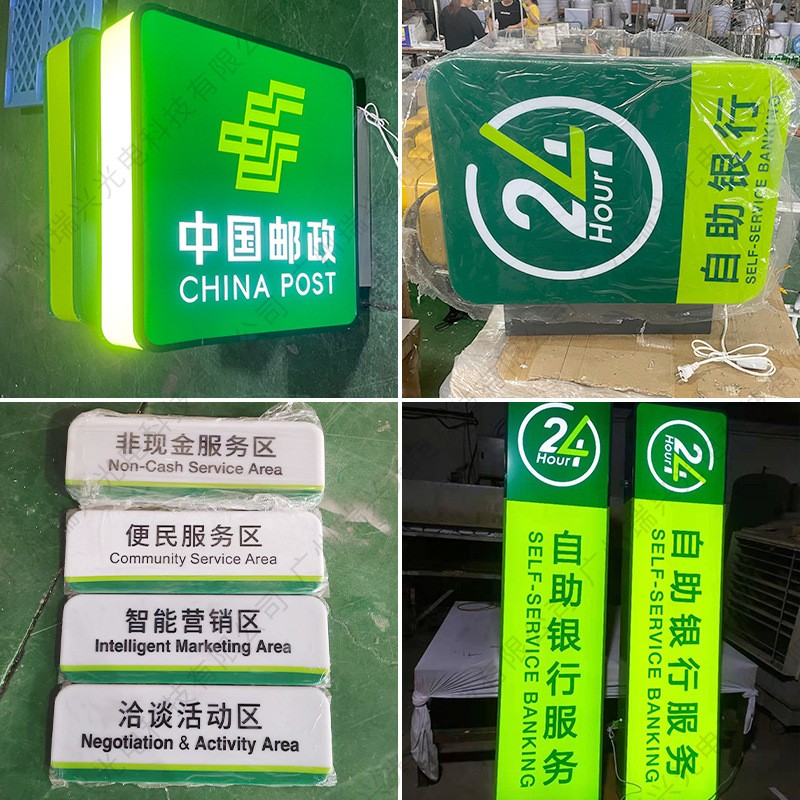 中国邮政
CHINA POST
24
Hour
自助银行
SELF-SERVICE BANKING
非现金服务区
Non-Cash Service Area
便民服务区
Community Service Area
智能营销区
Intelligent Marketing Area
洽谈活动区
Negotiation & Activity Area
24
Hour
自助银行服务
SELF-SERVICE BANKING
24
Hour
自助银行服务
SELF-SERVICE BANKING